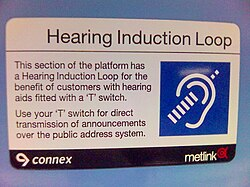 Hearing Induction Loop
This section of the platform has
a Hearing Induction Loop for the
benefit of customers with hearing
aids fitted with a 'T' switch.
Use your 'T' switch for direct
transmission of announcements
over the public address system.
connex
metlink